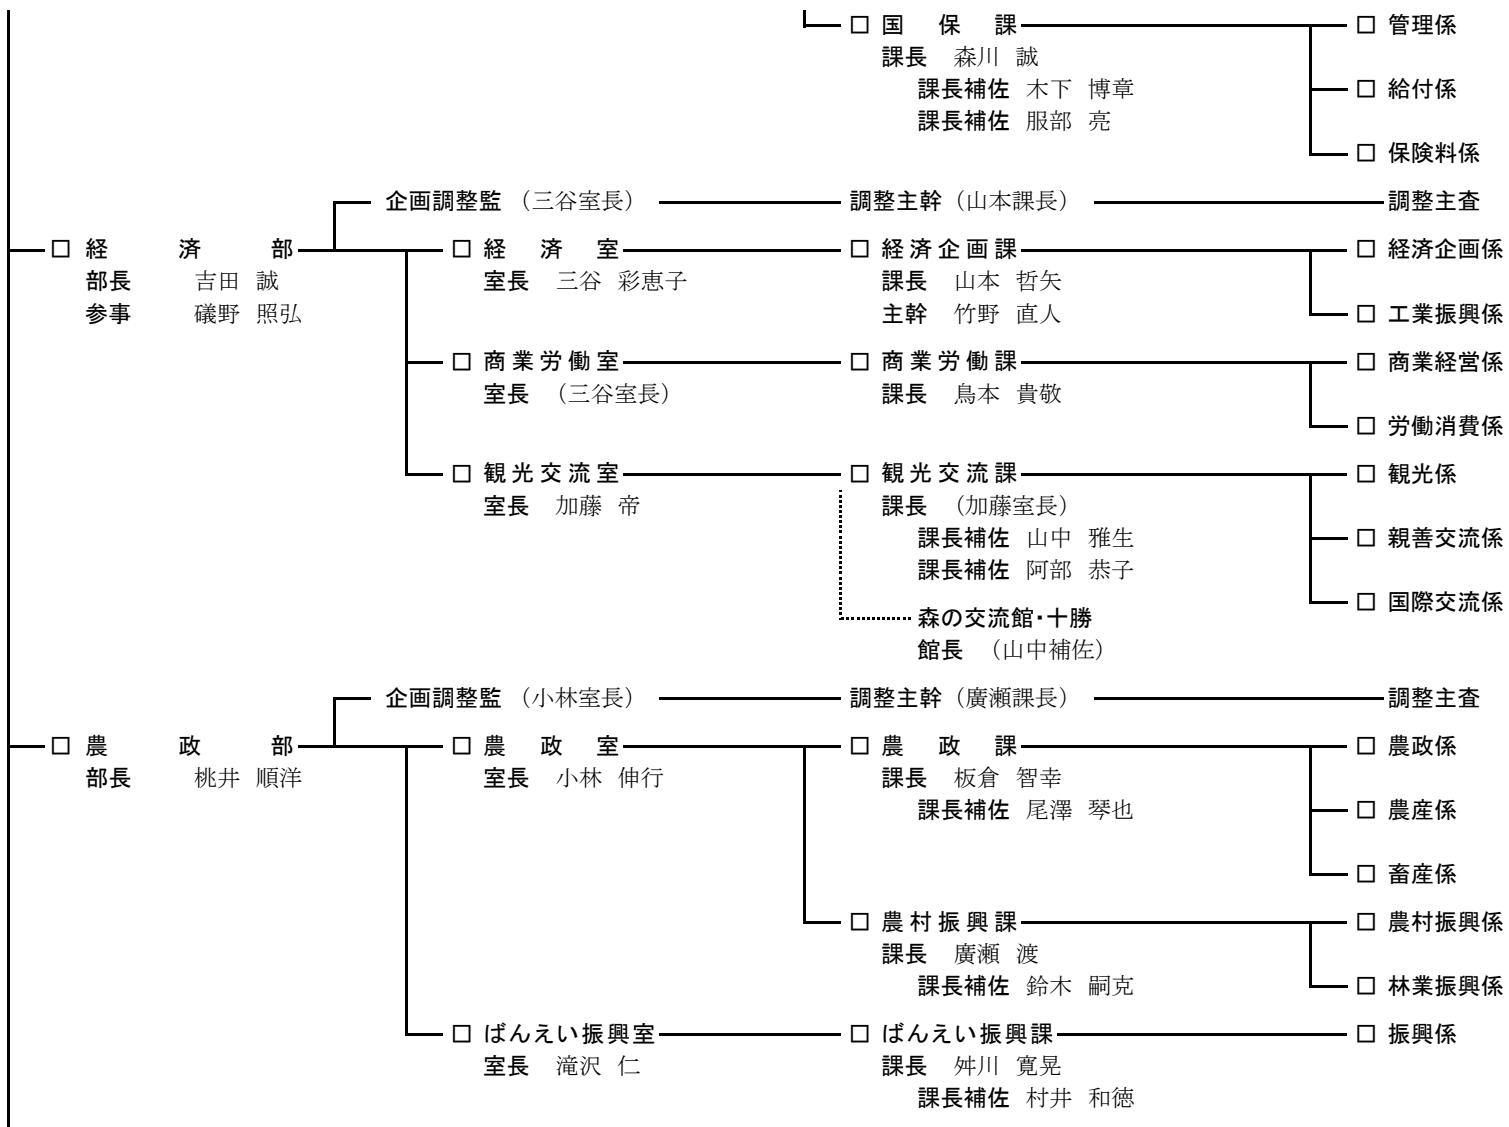 □ 国保課 □ 管理係
課長 森川 誠
課長補佐 木下 博章 □ 給付係
課長補佐 服部 亮
□ 保険料係
企画調整監 （三谷室長） 調整主幹 （山本課長） 調整主査
□ 経済部 □ 経済室 □ 経済企画課 □ 経済企画係
部長 吉田 誠 室長 三谷 彩恵子 課長 山本 哲矢
参事 礒野 照弘 主幹 竹野 直人 □ 工業振興係
□ 商業労働室 □ 商業労働課 □ 商業経営係
室長 （三谷室長） 課長 鳥本 貴敬
□ 労働消費係
□ 観光交流室 □ 観光交流課 □ 観光係
室長 加藤 帝 課長 （加藤室長）
課長補佐 山中 雅生 □ 親善交流係
課長補佐 阿部 恭子
□ 国際交流係
森の交流館・十勝
館長 （山中補佐）
企画調整監 （小林室長） 調整主幹 （廣瀬課長） 調整主査
□ 農政部 □ 農政室 □ 農政課 □ 農政係
部長 桃井 順洋 室長 小林 伸行 課長 板倉 智幸
課長補佐 尾澤 琴也 □ 農産係
□ 畜産係
□ 農村振興課 □ 農村振興係
課長 廣瀬 渡
課長補佐 鈴木 嗣克 □ 林業振興係
□ ばんえい振興室 □ ばんえい振興課 □ 振興係
室長 滝沢 仁 課長 舛川 寛晃
課長補佐 村井 和徳